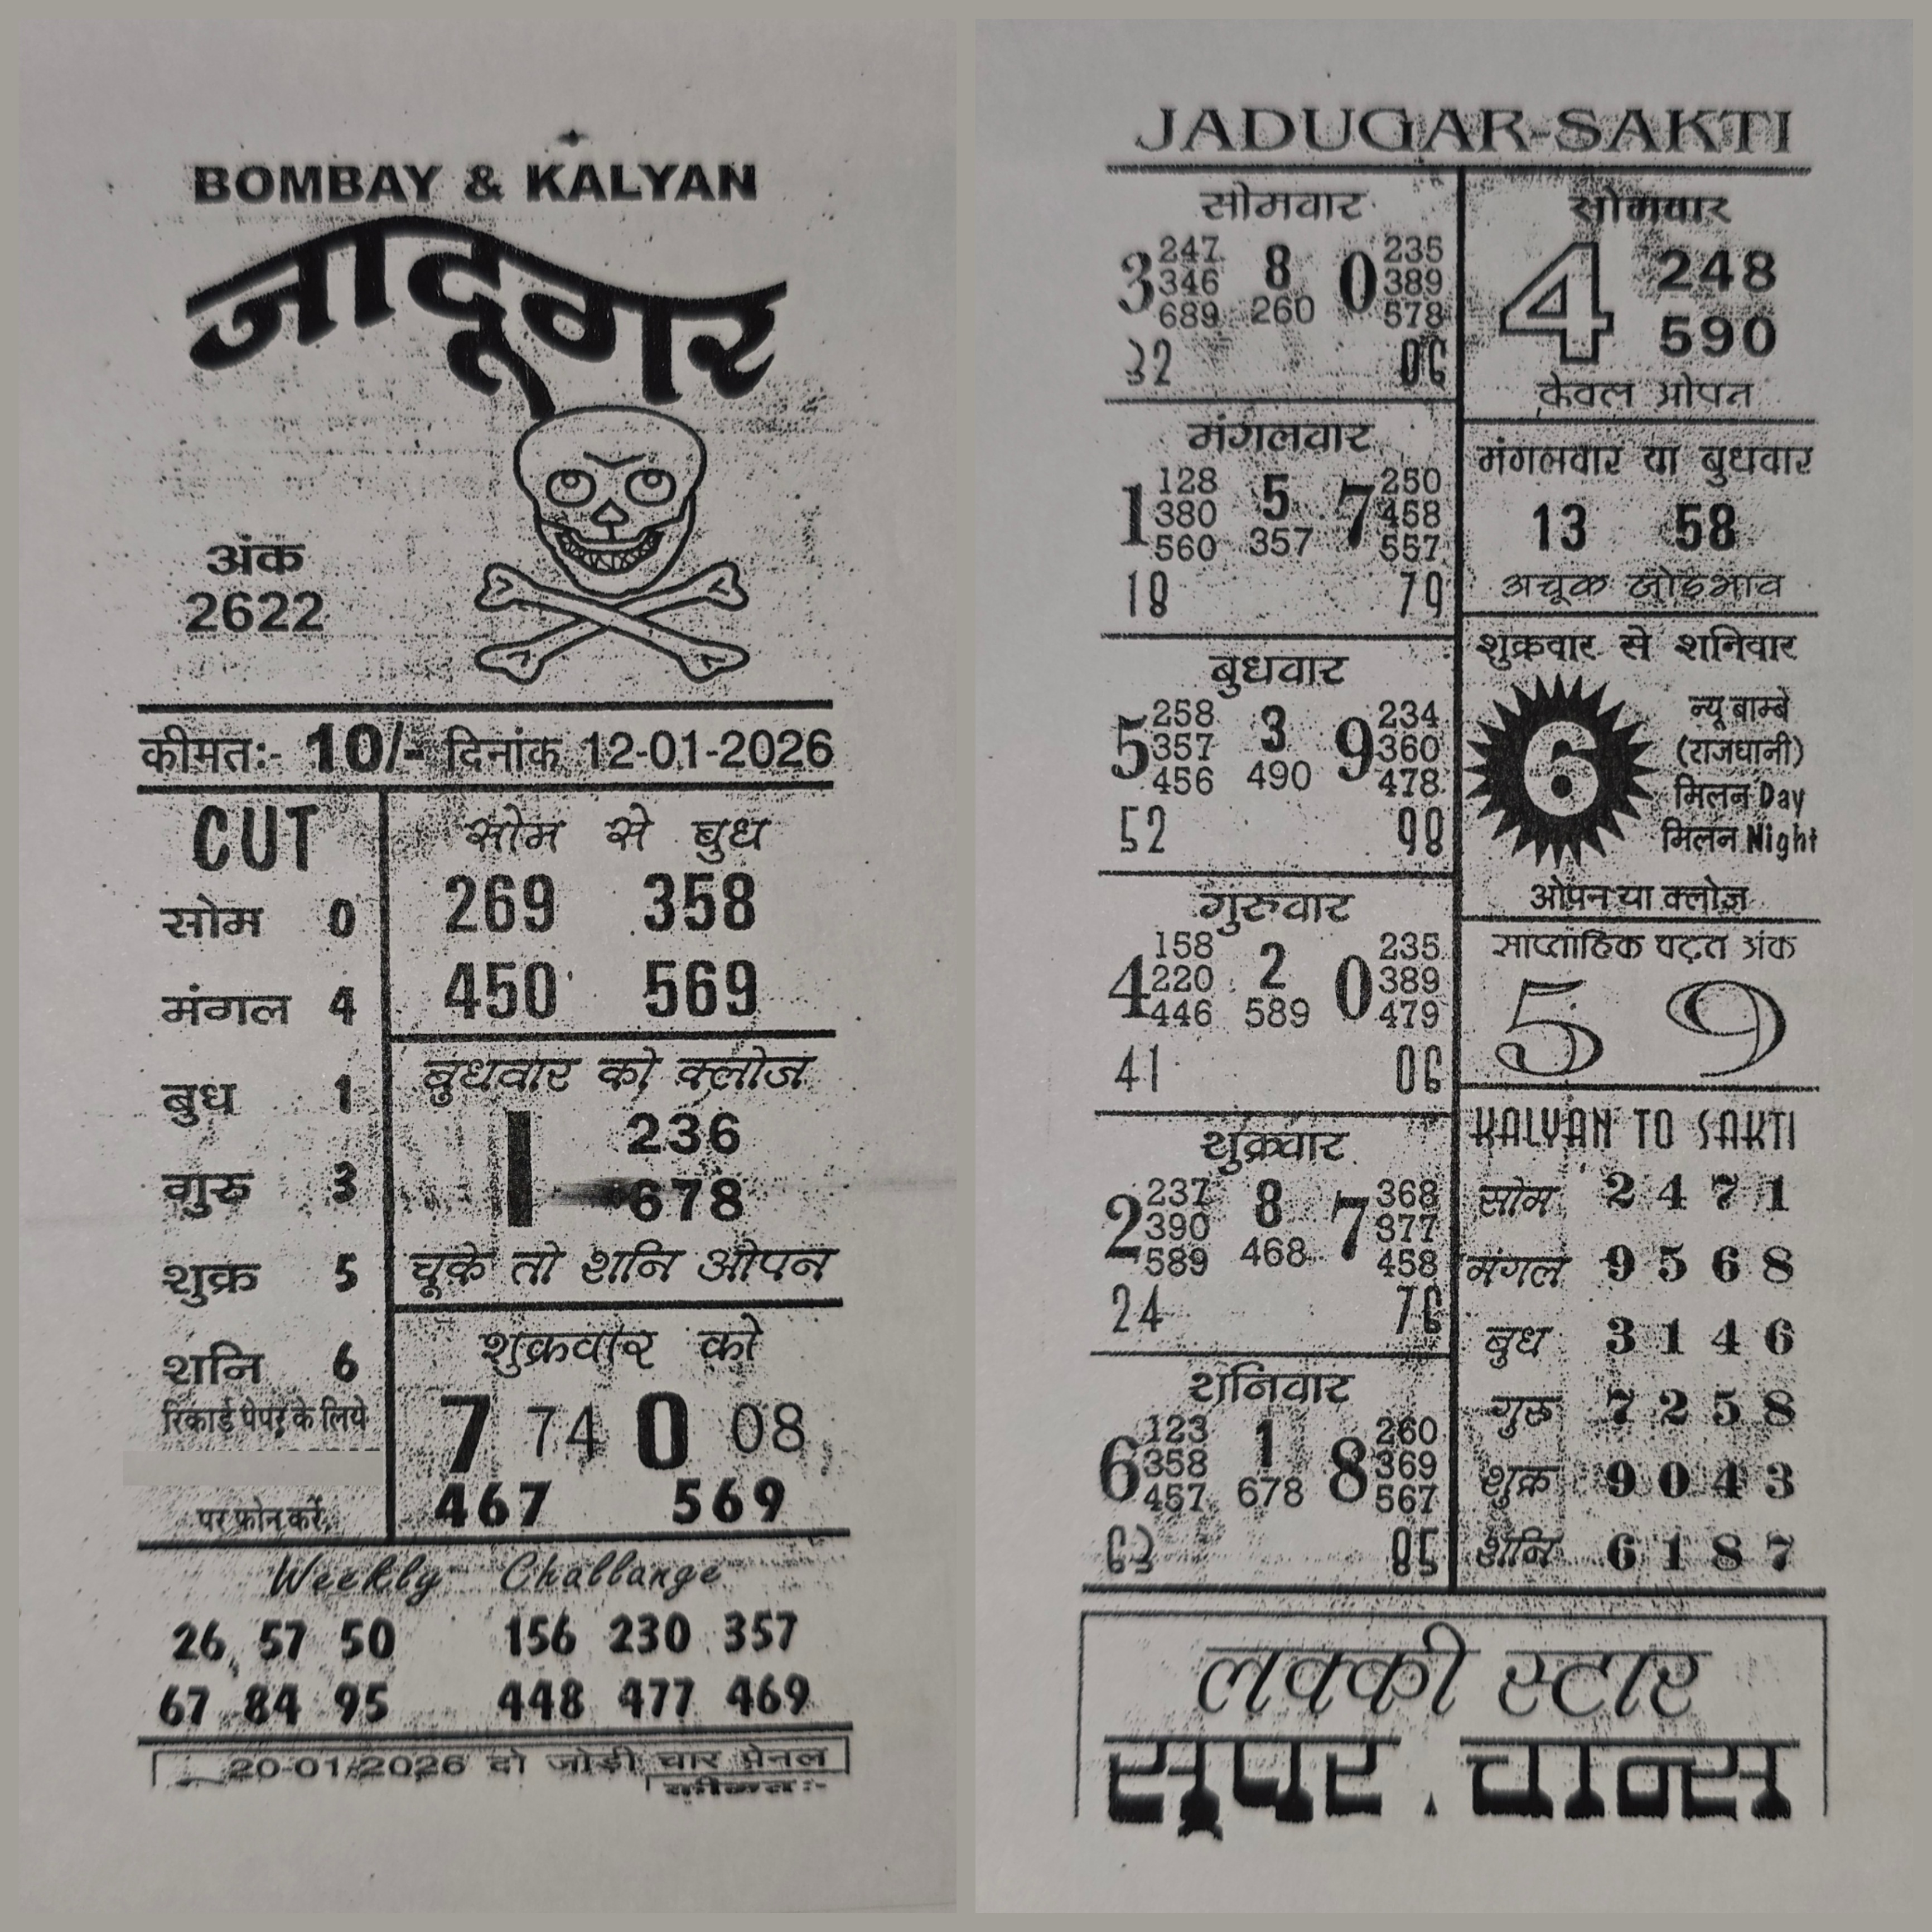 BOMBAY & KALYAN
जादूगर
अंक
2622
कीमतः- 10/- दिनांक 12-01-2026
CUT
सोम 0
मंगल 4
बुध 1
गुरु 3
शुक्र 5
शनि 6
रिकार्ड पेपर के लिये
पर फ़ोन करें,
सोम से बुध
269 358
450 569
बुधवार को क्लोज
1 236
678
चूके तो शनि ओपन
शुक्रवार को
7 74 0 08
467 569
Weekly Challange
26, 57 50 156 230 357
67 84 95 448 477 469
20-01-2026 दो जोड़ी चार पेनल
कीमत :-
JADUGAR-SAKTI
सोमवार
247 235
3 346 8 0 389
689 260 578
32 06
मंगलवार
128 250
1 380 5 7 458
560 357 557
18 79
बुधवार
258 234
5 357 3 9 360
456 490 478
52 98
गुरुवार
158 235
4 220 2 0 389
446 589 479
41 06
शुक्रवार
237 368
2 390 8 7 377
589 468 458
24 76
शनिवार
123 260
6 358 1 8 369
457 678 567
63 85
सोमवार
4 248
590
केवल ओपन
मंगलवार या बुधवार
13 58
अचूक जोडभाव
शुक्रवार से शनिवार
6
न्यू बाम्बे
(राजधानी)
मिलन Day
मिलन Night
ओपन या क्लोज
साप्ताहिक पढ़त अंक
5 9
KALYAN TO SAKTI
सोम 2 4 7 1
मंगल 9 5 6 8
बुध 3 1 4 6
गुरु 7 2 5 8
शुक्र 9 0 4 3
शनि 6 1 8 7
लक्की स्टार
सुपर चान्स